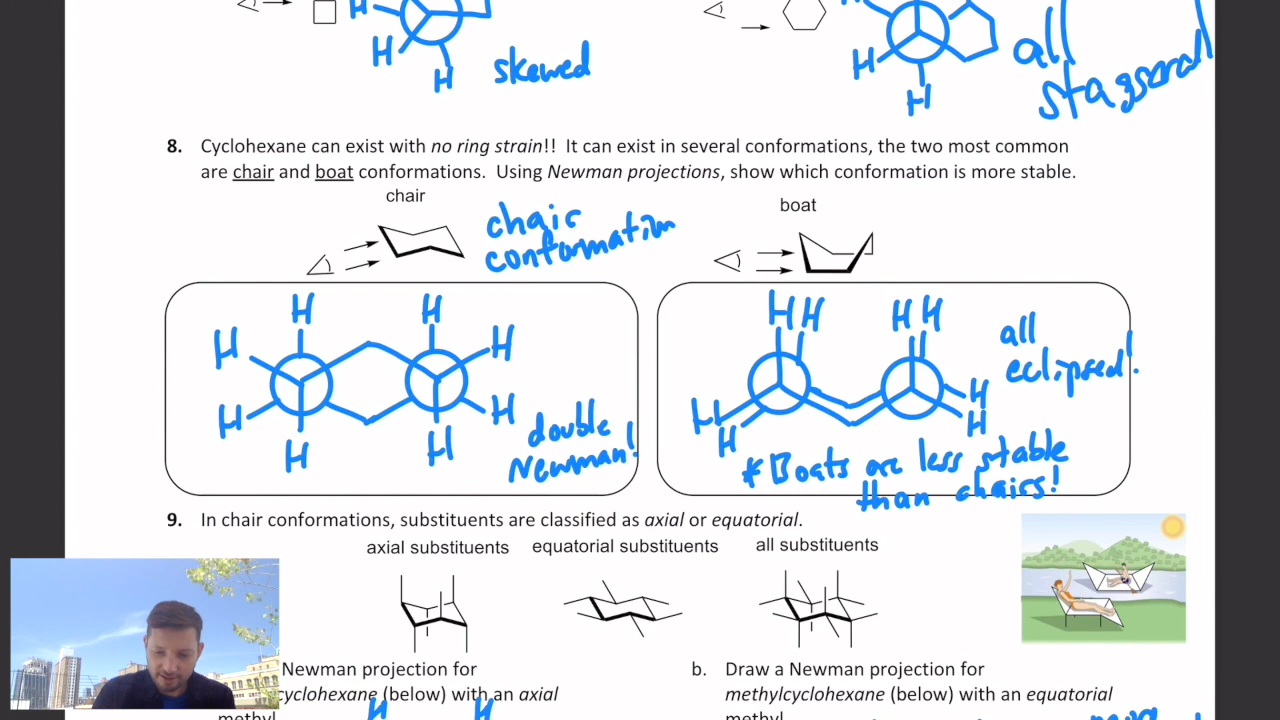 H
H
H
skewed
H
H
H
all
staggered
8. Cyclohexane can exist with no ring strain!! It can exist in several conformations, the two most common
are chair and boat conformations. Using Newman projections, show which conformation is more stable.
chair
boat
chair
conformation
H H
H H
H H
H H
double
Newman!
H H H H
all
eclipsed!
H H
H H
* Boats are less stable
than chairs!
9. In chair conformations, substituents are classified as axial or equatorial.
axial substituents equatorial substituents all substituents
Newman projection for
cyclohexane (below) with an axial
methyl
H H
b. Draw a Newman projection for
methylcyclohexane (below) with an equatorial
methyl